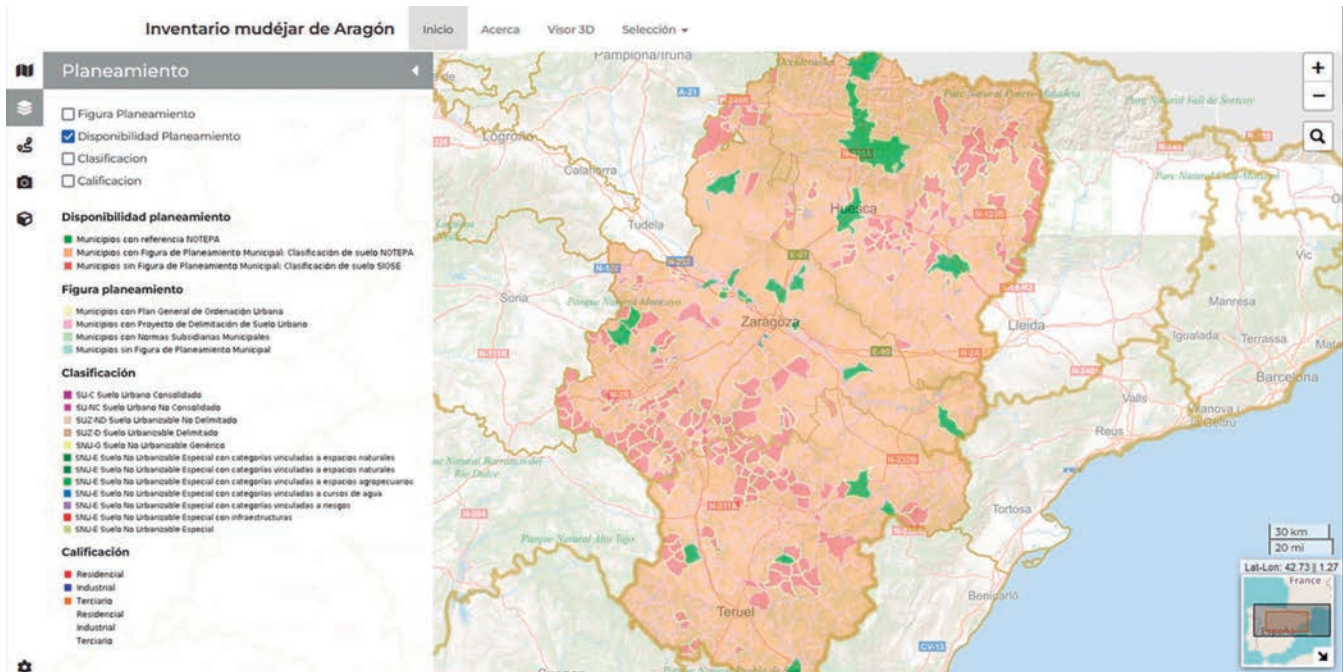 Inventario mudéjar de Aragón
Inicio
Acerca
Visor 3D
Selección
Planeamiento
Figura Planeamiento
Disponibilidad Planeamiento
Clasificacion
Calificacion
Disponibilidad planeamiento
Municipios con referencia NOTEPA
Municipios con Figura de Planeamiento Municipal: Clasificación de suelo NOTEPA
Municipios sin Figura de Planeamiento Municipal: Clasificación de suelo SIOSE
Figura planeamiento
Municipios con Plan General de Ordenación Urbana
Municipios con Proyecto de Delimitación de Suelo Urbano
Municipios con Normas Subsidiarias Municipales
Municipios sin Figura de Planeamiento Municipal
Clasificación
SU-C Suelo Urbano Consolidado
SU-NC Suelo Urbano No Consolidado
SUZ-ND Suelo Urbanizable No Delimitado
SUZ-D Suelo Urbanizable Delimitado
SNU-G Suelo No Urbanizable Genérico
SNU-E Suelo No Urbanizable Especial con categorías vinculadas a espacios naturales
SNU-E Suelo No Urbanizable Especial con categorías vinculadas a espacios naturales
SNU-E Suelo No Urbanizable Especial con categorías vinculadas a espacios agropecuarios
SNU-E Suelo No Urbanizable Especial con categorías vinculadas a cursos de agua
SNU-E Suelo No Urbanizable Especial con categorías vinculadas a riesgos
SNU-E Suelo No Urbanizable Especial con infraestructuras
SNU-E Suelo No Urbanizable Especial
Calificación
Residencial
Industrial
Terciario
Residencial
Industrial
Terciario
Pamplona/Iruña
A-21
Logroño
Calahorra
Tudela
Huesca
Soria
Parque Natural Moncayo
Zaragoza
Lleida
Vic
Manresa
Igualada
Terrassa
Barcelona
Valls
Vilanova i
la Geltrú
Reus
Tortosa
Parque Natural Alto Tajo
Teruel
Benicarló
CV-13
+
−
30 km
20 mi
Lat-Lon: 42.73 || 1.27
France
España